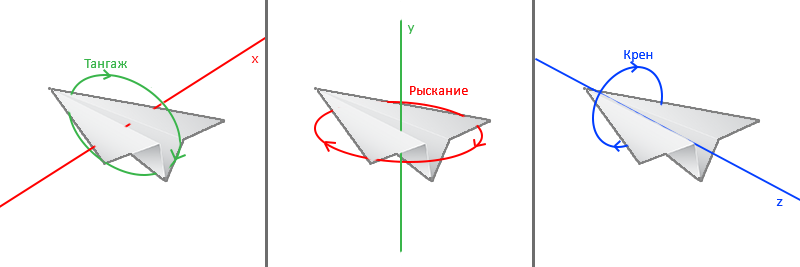 Тангаж
x
y
Рыскание
Крен
z